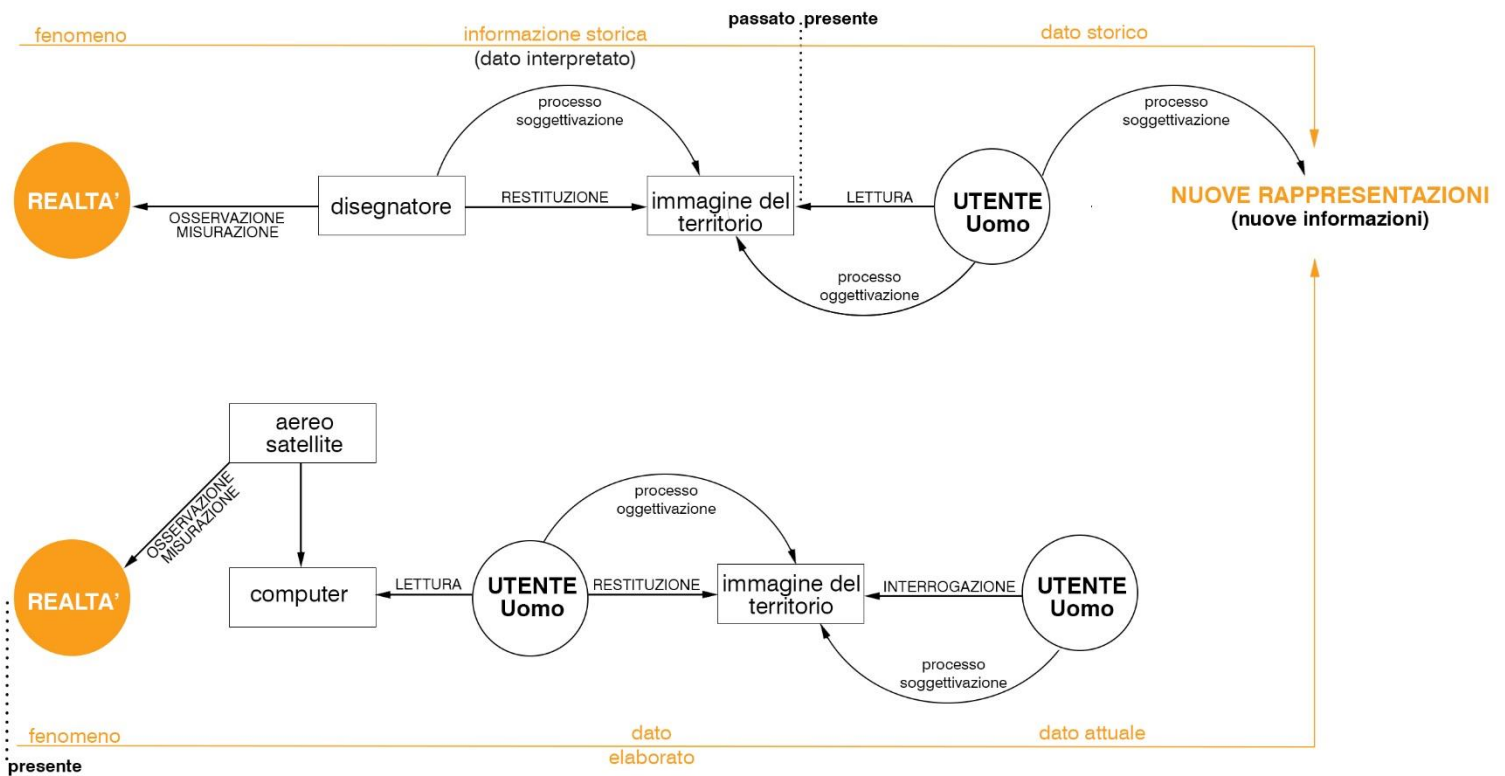 passato presente
fenomeno
informazione storica
(dato interpretato)
dato storico
processo
soggettivazione
processo
soggettivazione
REALTA'
OSSERVAZIONE
MISURAZIONE
disegnatore
RESTITUZIONE
immagine del
territorio
LETTURA
UTENTE
Uomo
NUOVE RAPPRESENTAZIONI
(nuove informazioni)
processo
oggettivazione
aereo
satellite
OSSERVAZIONE
MISURAZIONE
processo
oggettivazione
REALTA'
computer
LETTURA
UTENTE
Uomo
RESTITUZIONE
immagine del
territorio
INTERROGAZIONE
UTENTE
Uomo
processo
soggettivazione
fenomeno
dato
elaborato
dato attuale
presente